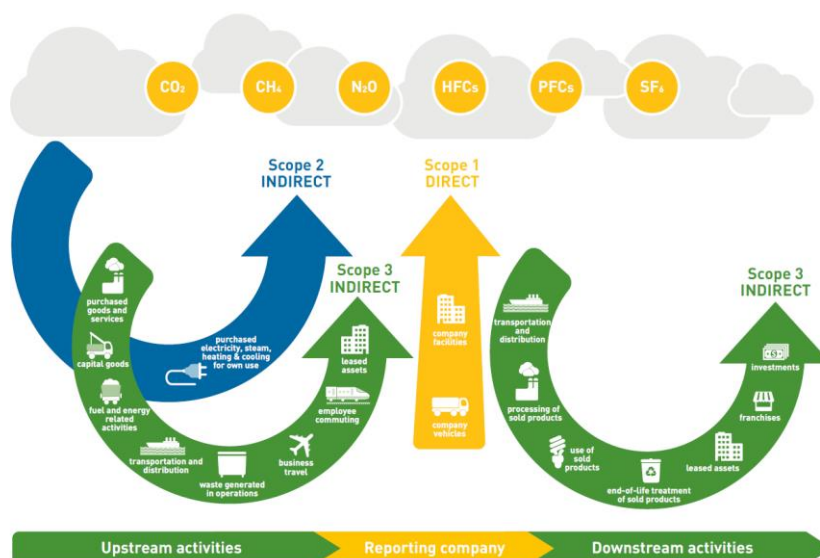 CO₂
CH₄
N₂O
HFCs
PFCs
SF₆
Scope 2
INDIRECT
Scope 1
DIRECT
Scope 3
INDIRECT
Scope 3
INDIRECT
purchased
goods and
services
capital goods
fuel and energy
related
activities
transportation and
distribution
waste generated
in operations
business
travel
employee
commuting
leased
assets
purchased
electricity, steam,
heating & cooling
for own use
company
facilities
company
vehicles
transportation
and
distribution
processing of
sold products
use of
sold
products
end-of-life treatment
of sold products
leased assets
franchises
investments
Upstream activities
Reporting company
Downstream activities